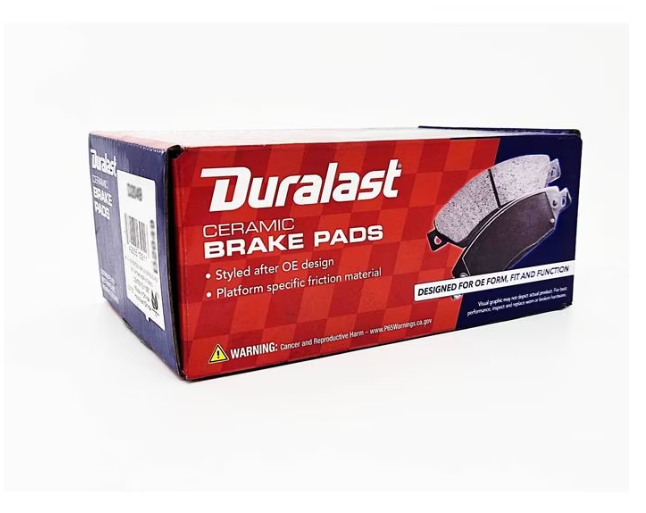 Duralast
CERAMIC
BRAKE
PADS
Duralast
CERAMIC
BRAKE PADS
• Styled after OE design
• Platform specific friction material
DESIGNED FOR OE FORM, FIT AND FUNCTION
Visual graphic may not depict actual product. For best
performance, inspect and replace worn or broken hardware.
WARNING: Cancer and Reproductive Harm – www.P65Warnings.ca.gov